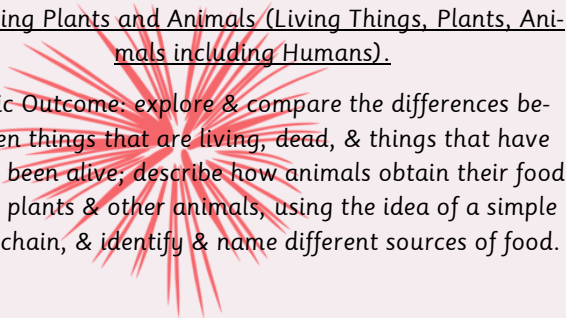 ing Plants and Animals (Living Things, Plants, Ani-
mals including Humans).
ic Outcome: explore & compare the differences be-
en things that are living, dead, & things that have
been alive; describe how animals obtain their food
plants & other animals, using the idea of a simple
chain, & identify & name different sources of food.